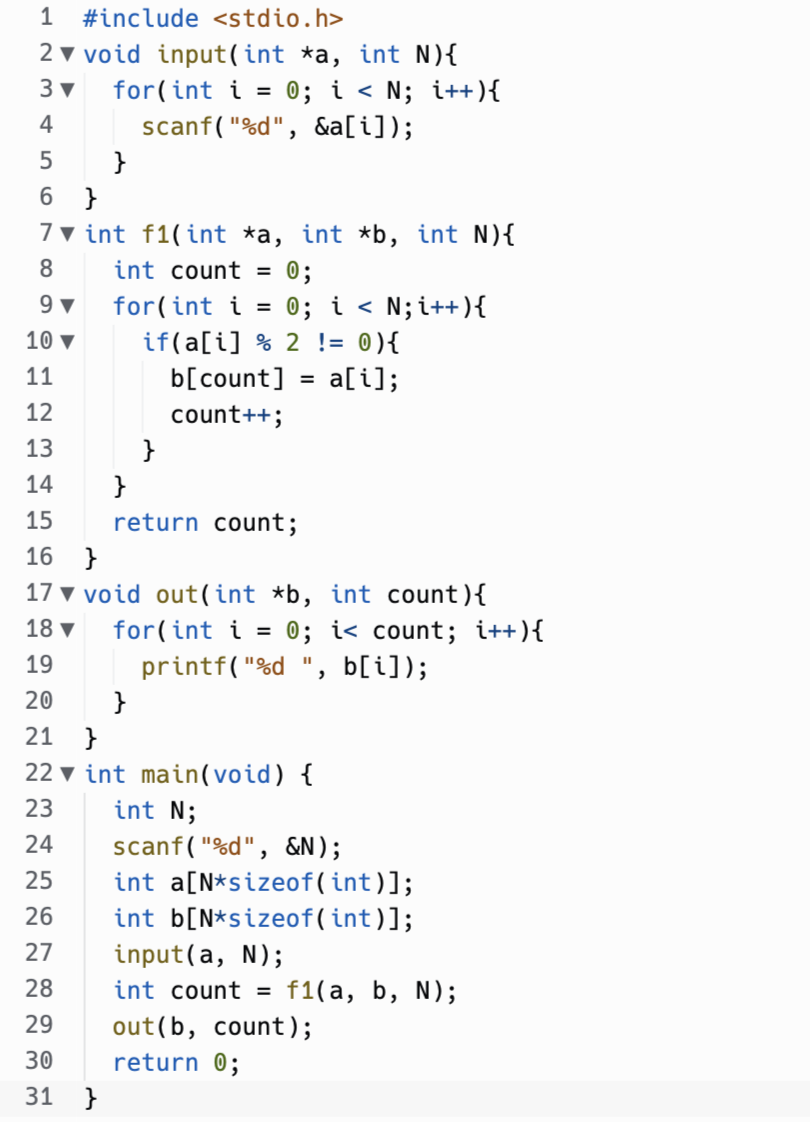 1 #include <stdio.h>
2 ▼ void input(int *a, int N){
3 ▼   for(int i = 0; i < N; i++){
4     scanf("%d", &a[i]);
5   }
6 }
7 ▼ int f1(int *a, int *b, int N){
8   int count = 0;
9 ▼   for(int i = 0; i < N;i++){
10 ▼     if(a[i] % 2 != 0){
11       b[count] = a[i];
12       count++;
13     }
14   }
15   return count;
16 }
17 ▼ void out(int *b, int count){
18 ▼   for(int i = 0; i< count; i++){
19     printf("%d ", b[i]);
20   }
21 }
22 ▼ int main(void) {
23   int N;
24   scanf("%d", &N);
25   int a[N*sizeof(int)];
26   int b[N*sizeof(int)];
27   input(a, N);
28   int count = f1(a, b, N);
29   out(b, count);
30   return 0;
31 }